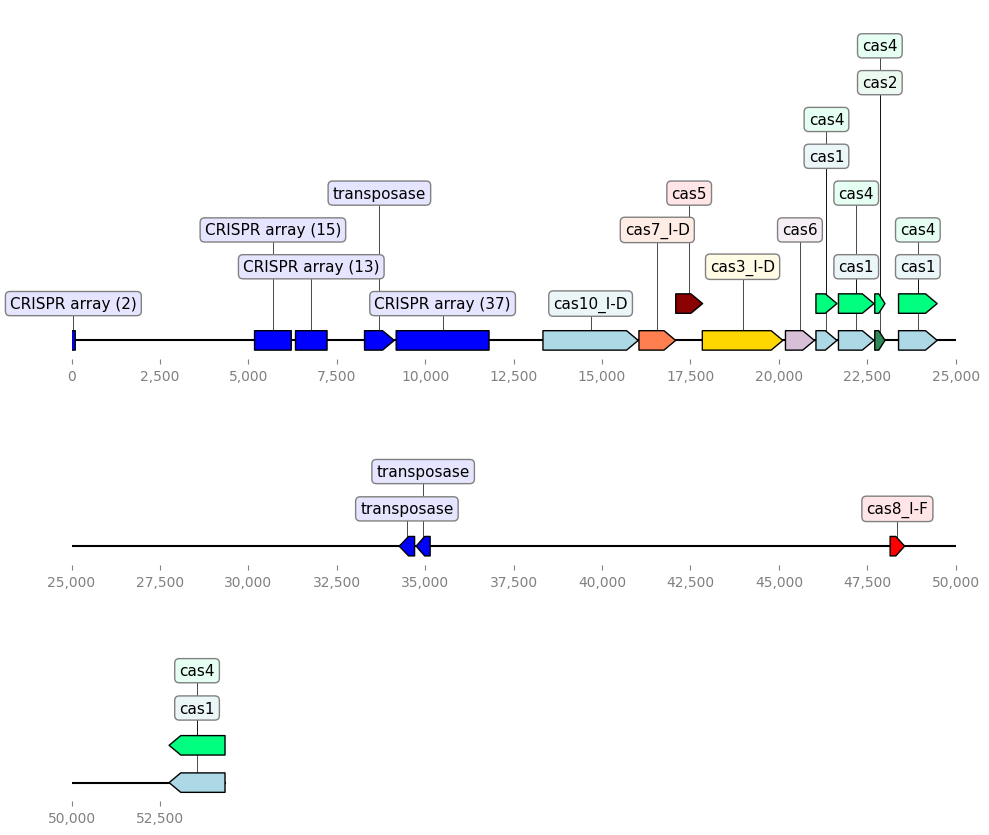 cas4
cas2
cas4
cas1
transposase
cas5
cas4
CRISPR array (15)
cas7_I-D
cas6
cas4
CRISPR array (13)
cas3_I-D
cas1
cas1
CRISPR array (2)
CRISPR array (37)
cas10_I-D
0 2,500 5,000 7,500 10,000 12,500 15,000 17,500 20,000 22,500 25,000
transposase
transposase
cas8_I-F
25,000 27,500 30,000 32,500 35,000 37,500 40,000 42,500 45,000 47,500 50,000
cas4
cas1
50,000 52,500